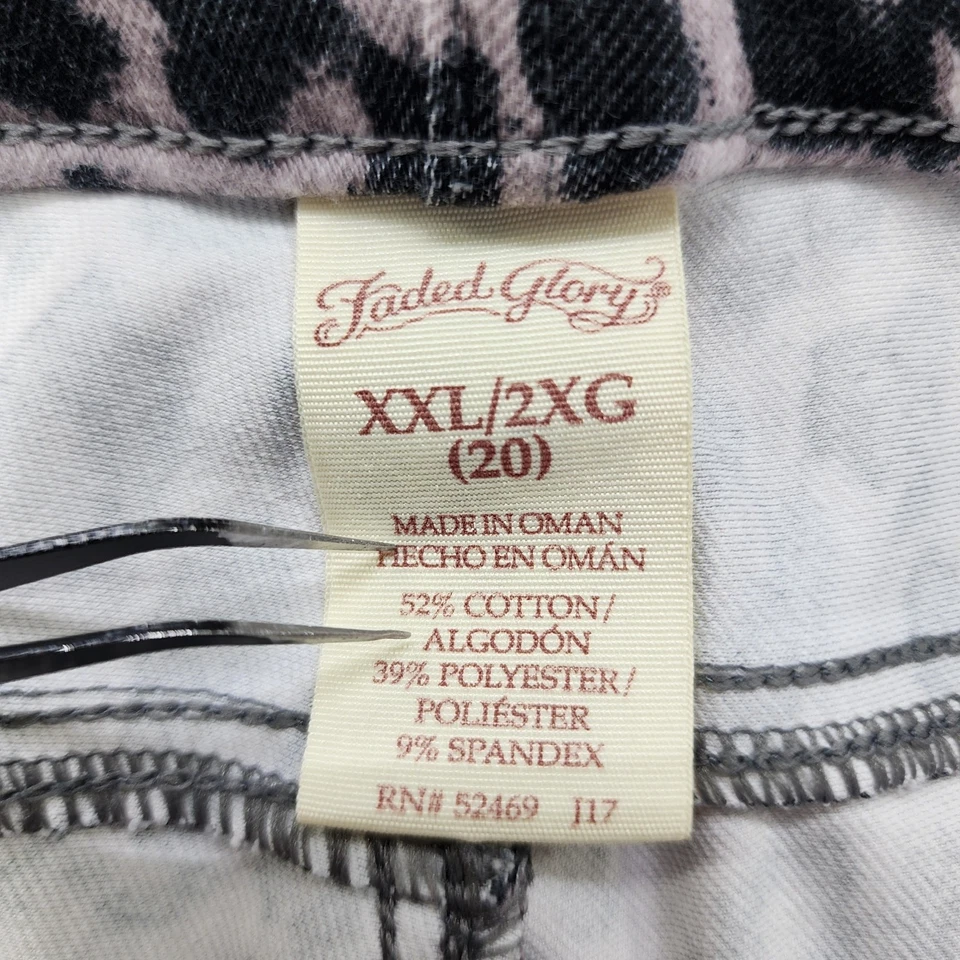 Faded Glory®
XXL/2XG
(20)
MADE IN OMAN
HECHO EN OMÁN
52% COTTON/
ALGODÓN
39% POLYESTER/
POLIÉSTER
9% SPANDEX
RN# 52469 J17